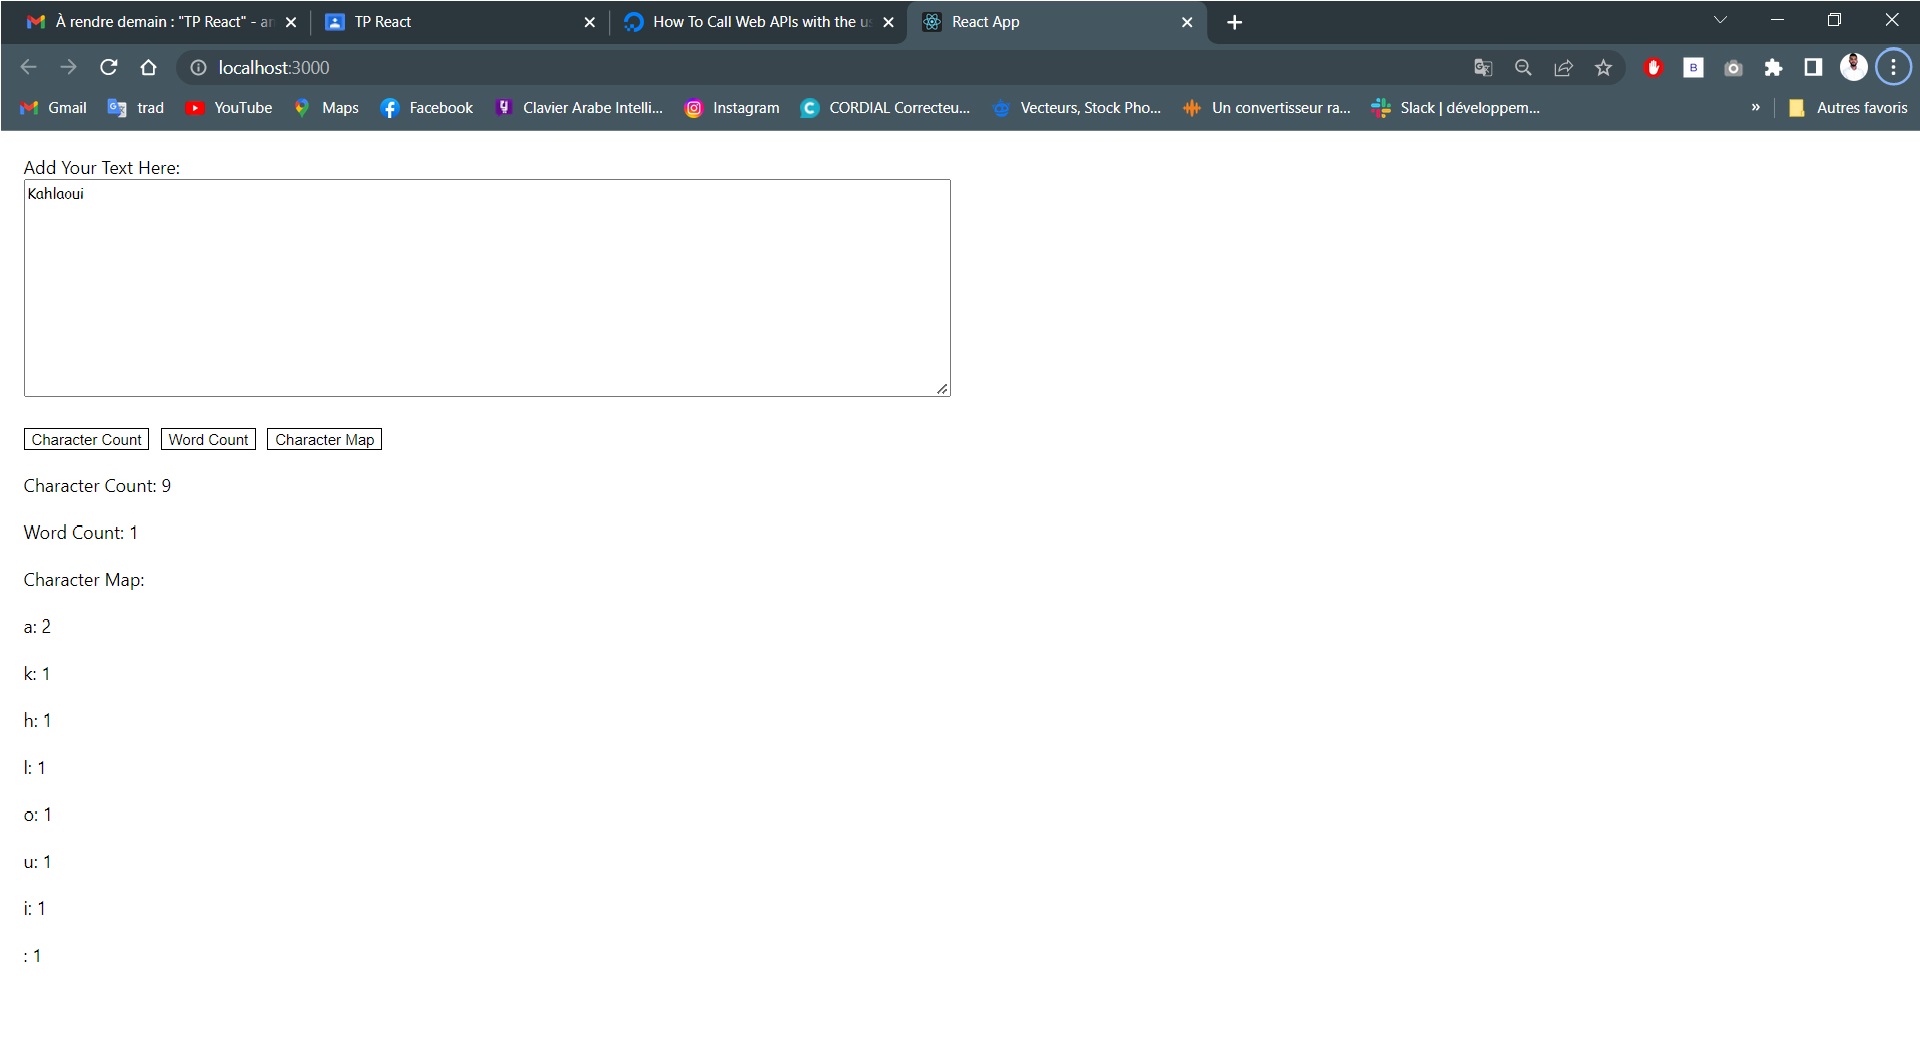 À rendre demain : "TP React" - an
TP React
How To Call Web APIs with the us
React App
localhost:3000
B
Gmail
trad
YouTube
Maps
Facebook
Clavier Arabe Intelli...
Instagram
CORDIAL Correcteu...
Vecteurs, Stock Pho...
Un convertisseur ra...
Slack | développem...
»
Autres favoris
Add Your Text Here:
Kahlaoui
Character Count Word Count Character Map
Character Count: 9
Word Count: 1
Character Map:
a: 2
k: 1
h: 1
l: 1
o: 1
u: 1
i: 1
: 1